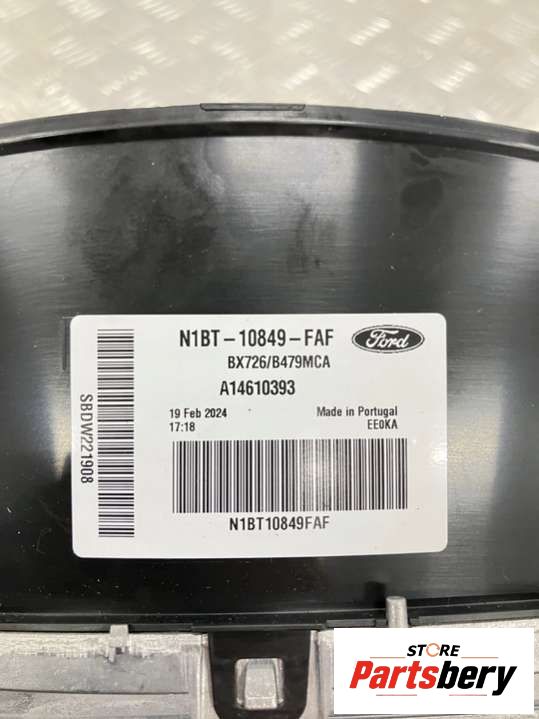 N1BT-10849-FAF
Ford
BX726/B479MCA
A14610393
19 Feb 2024
Made in Portugal
17:18
EE0KA
N1BT10849FAF
SBDW221908
STORE
Partsbery